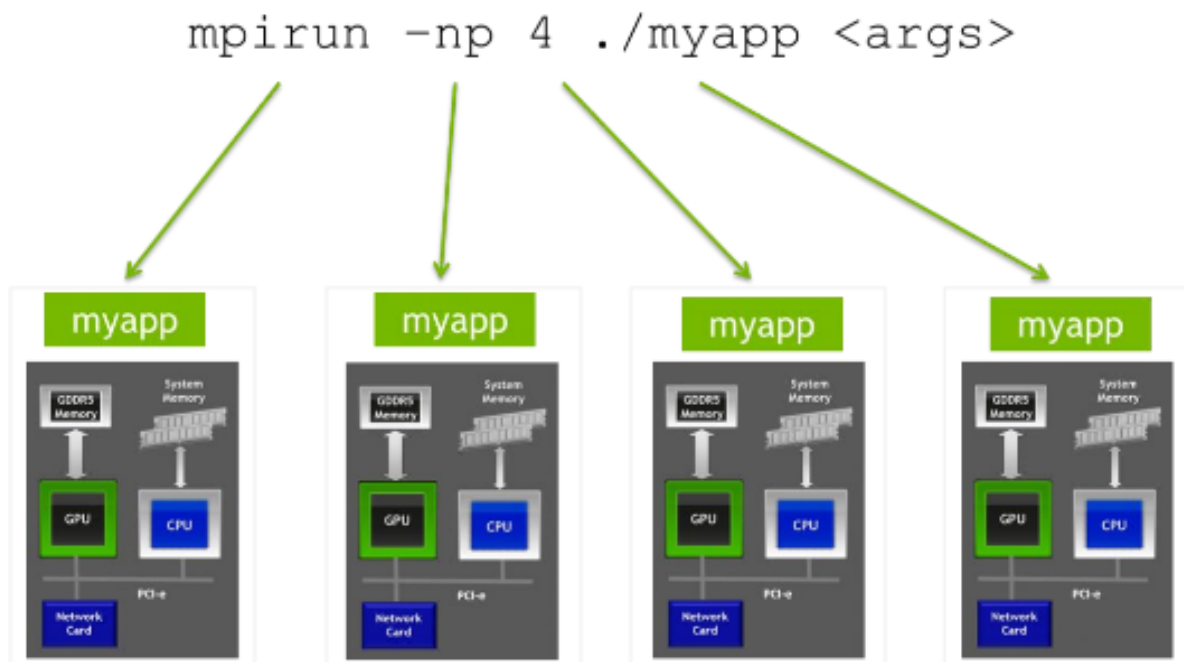 mpirun -np 4 ./myapp <args>
myapp
GDDR5
Memory
System
Memory
GPU
CPU
PCI-e
Network
Card
myapp
GDDR5
Memory
System
Memory
GPU
CPU
PCI-e
Network
Card
myapp
GDDR5
Memory
System
Memory
GPU
CPU
PCI-e
Network
Card
myapp
GDDR5
Memory
System
Memory
GPU
CPU
PCI-e
Network
Card